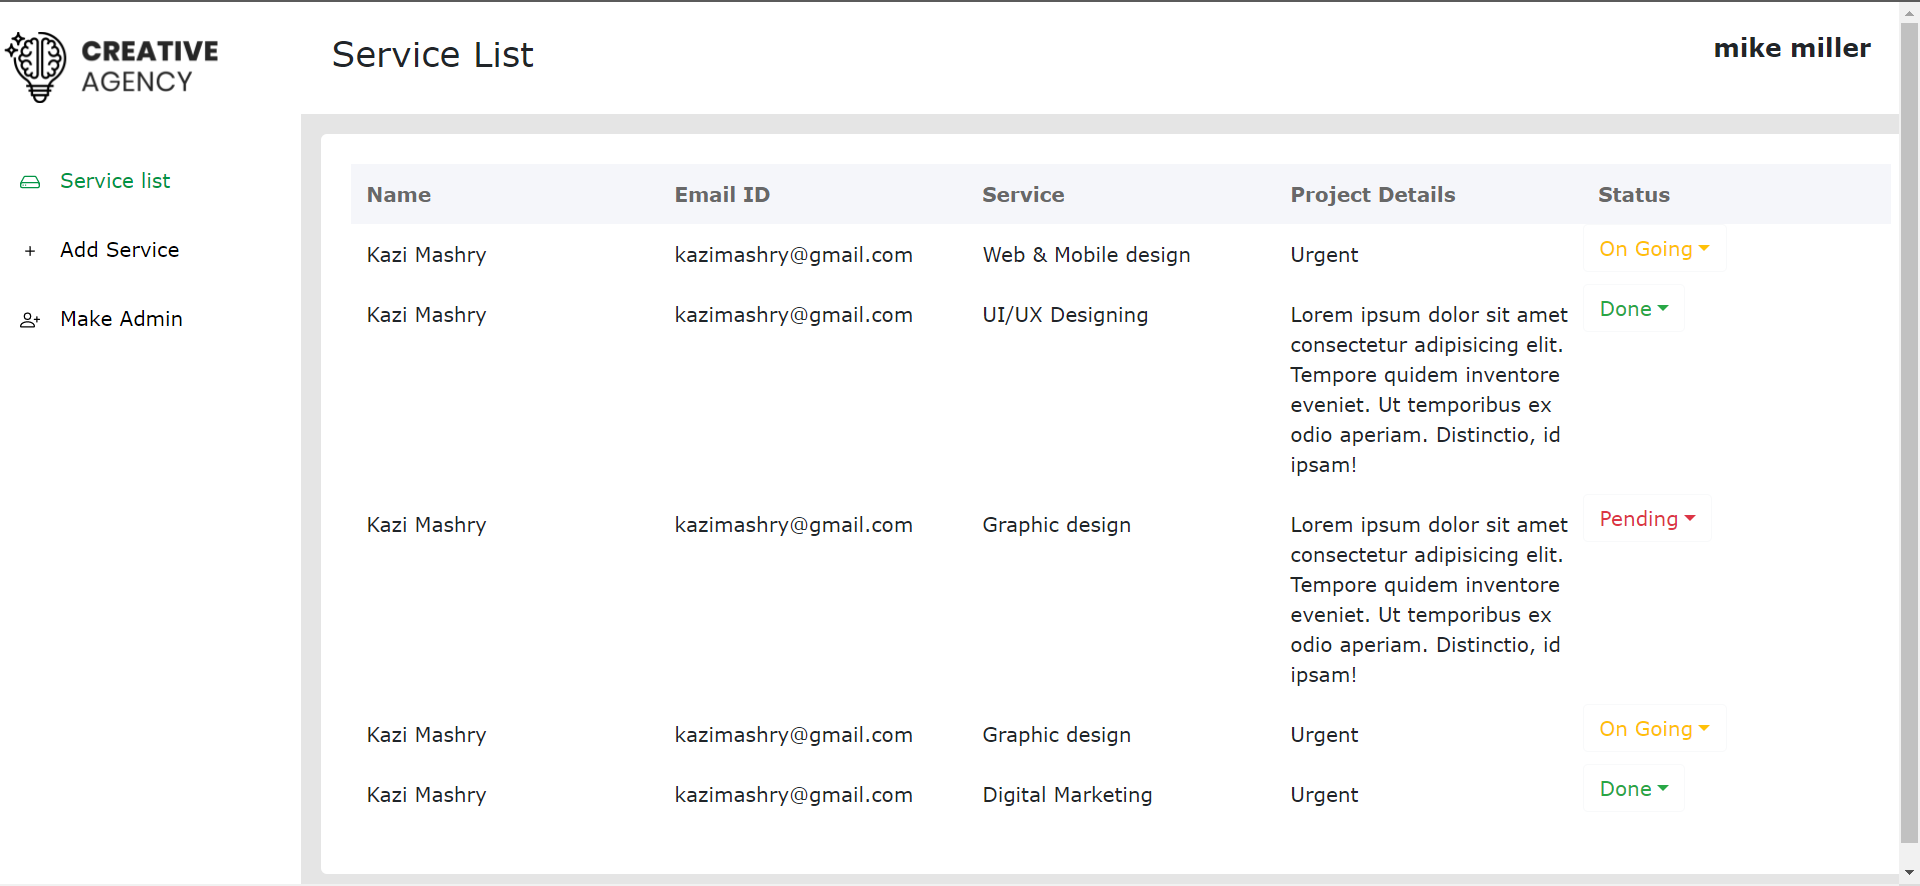 CREATIVE
AGENCY
Service List
mike miller
Service list
Add Service
Make Admin
Name Email ID Service Project Details Status
Kazi Mashry kazimashry@gmail.com Web & Mobile design Urgent On Going
Kazi Mashry kazimashry@gmail.com UI/UX Designing Lorem ipsum dolor sit amet Done
consectetur adipisicing elit.
Tempore quidem inventore
eveniet. Ut temporibus ex
odio aperiam. Distinctio, id
ipsam!
Kazi Mashry kazimashry@gmail.com Graphic design Lorem ipsum dolor sit amet Pending
consectetur adipisicing elit.
Tempore quidem inventore
eveniet. Ut temporibus ex
odio aperiam. Distinctio, id
ipsam!
Kazi Mashry kazimashry@gmail.com Graphic design Urgent On Going
Kazi Mashry kazimashry@gmail.com Digital Marketing Urgent Done